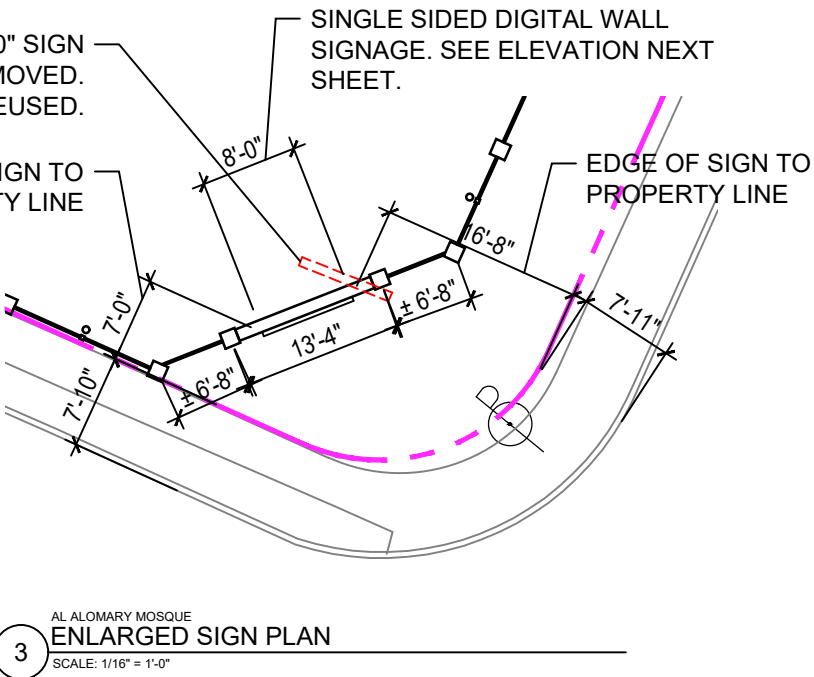 0" SIGN
MOVED.
EUSED.
SINGLE SIDED DIGITAL WALL
SIGNAGE. SEE ELEVATION NEXT
SHEET.
IGN TO
TY LINE
EDGE OF SIGN TO
PROPERTY LINE
8'-0"
16'-8"
7'-11"
± 6'-8"
13'-4"
± 6'-8"
7'-0"
7'-10"
3
AL ALOMARY MOSQUE
ENLARGED SIGN PLAN
SCALE: 1/16" = 1'-0"